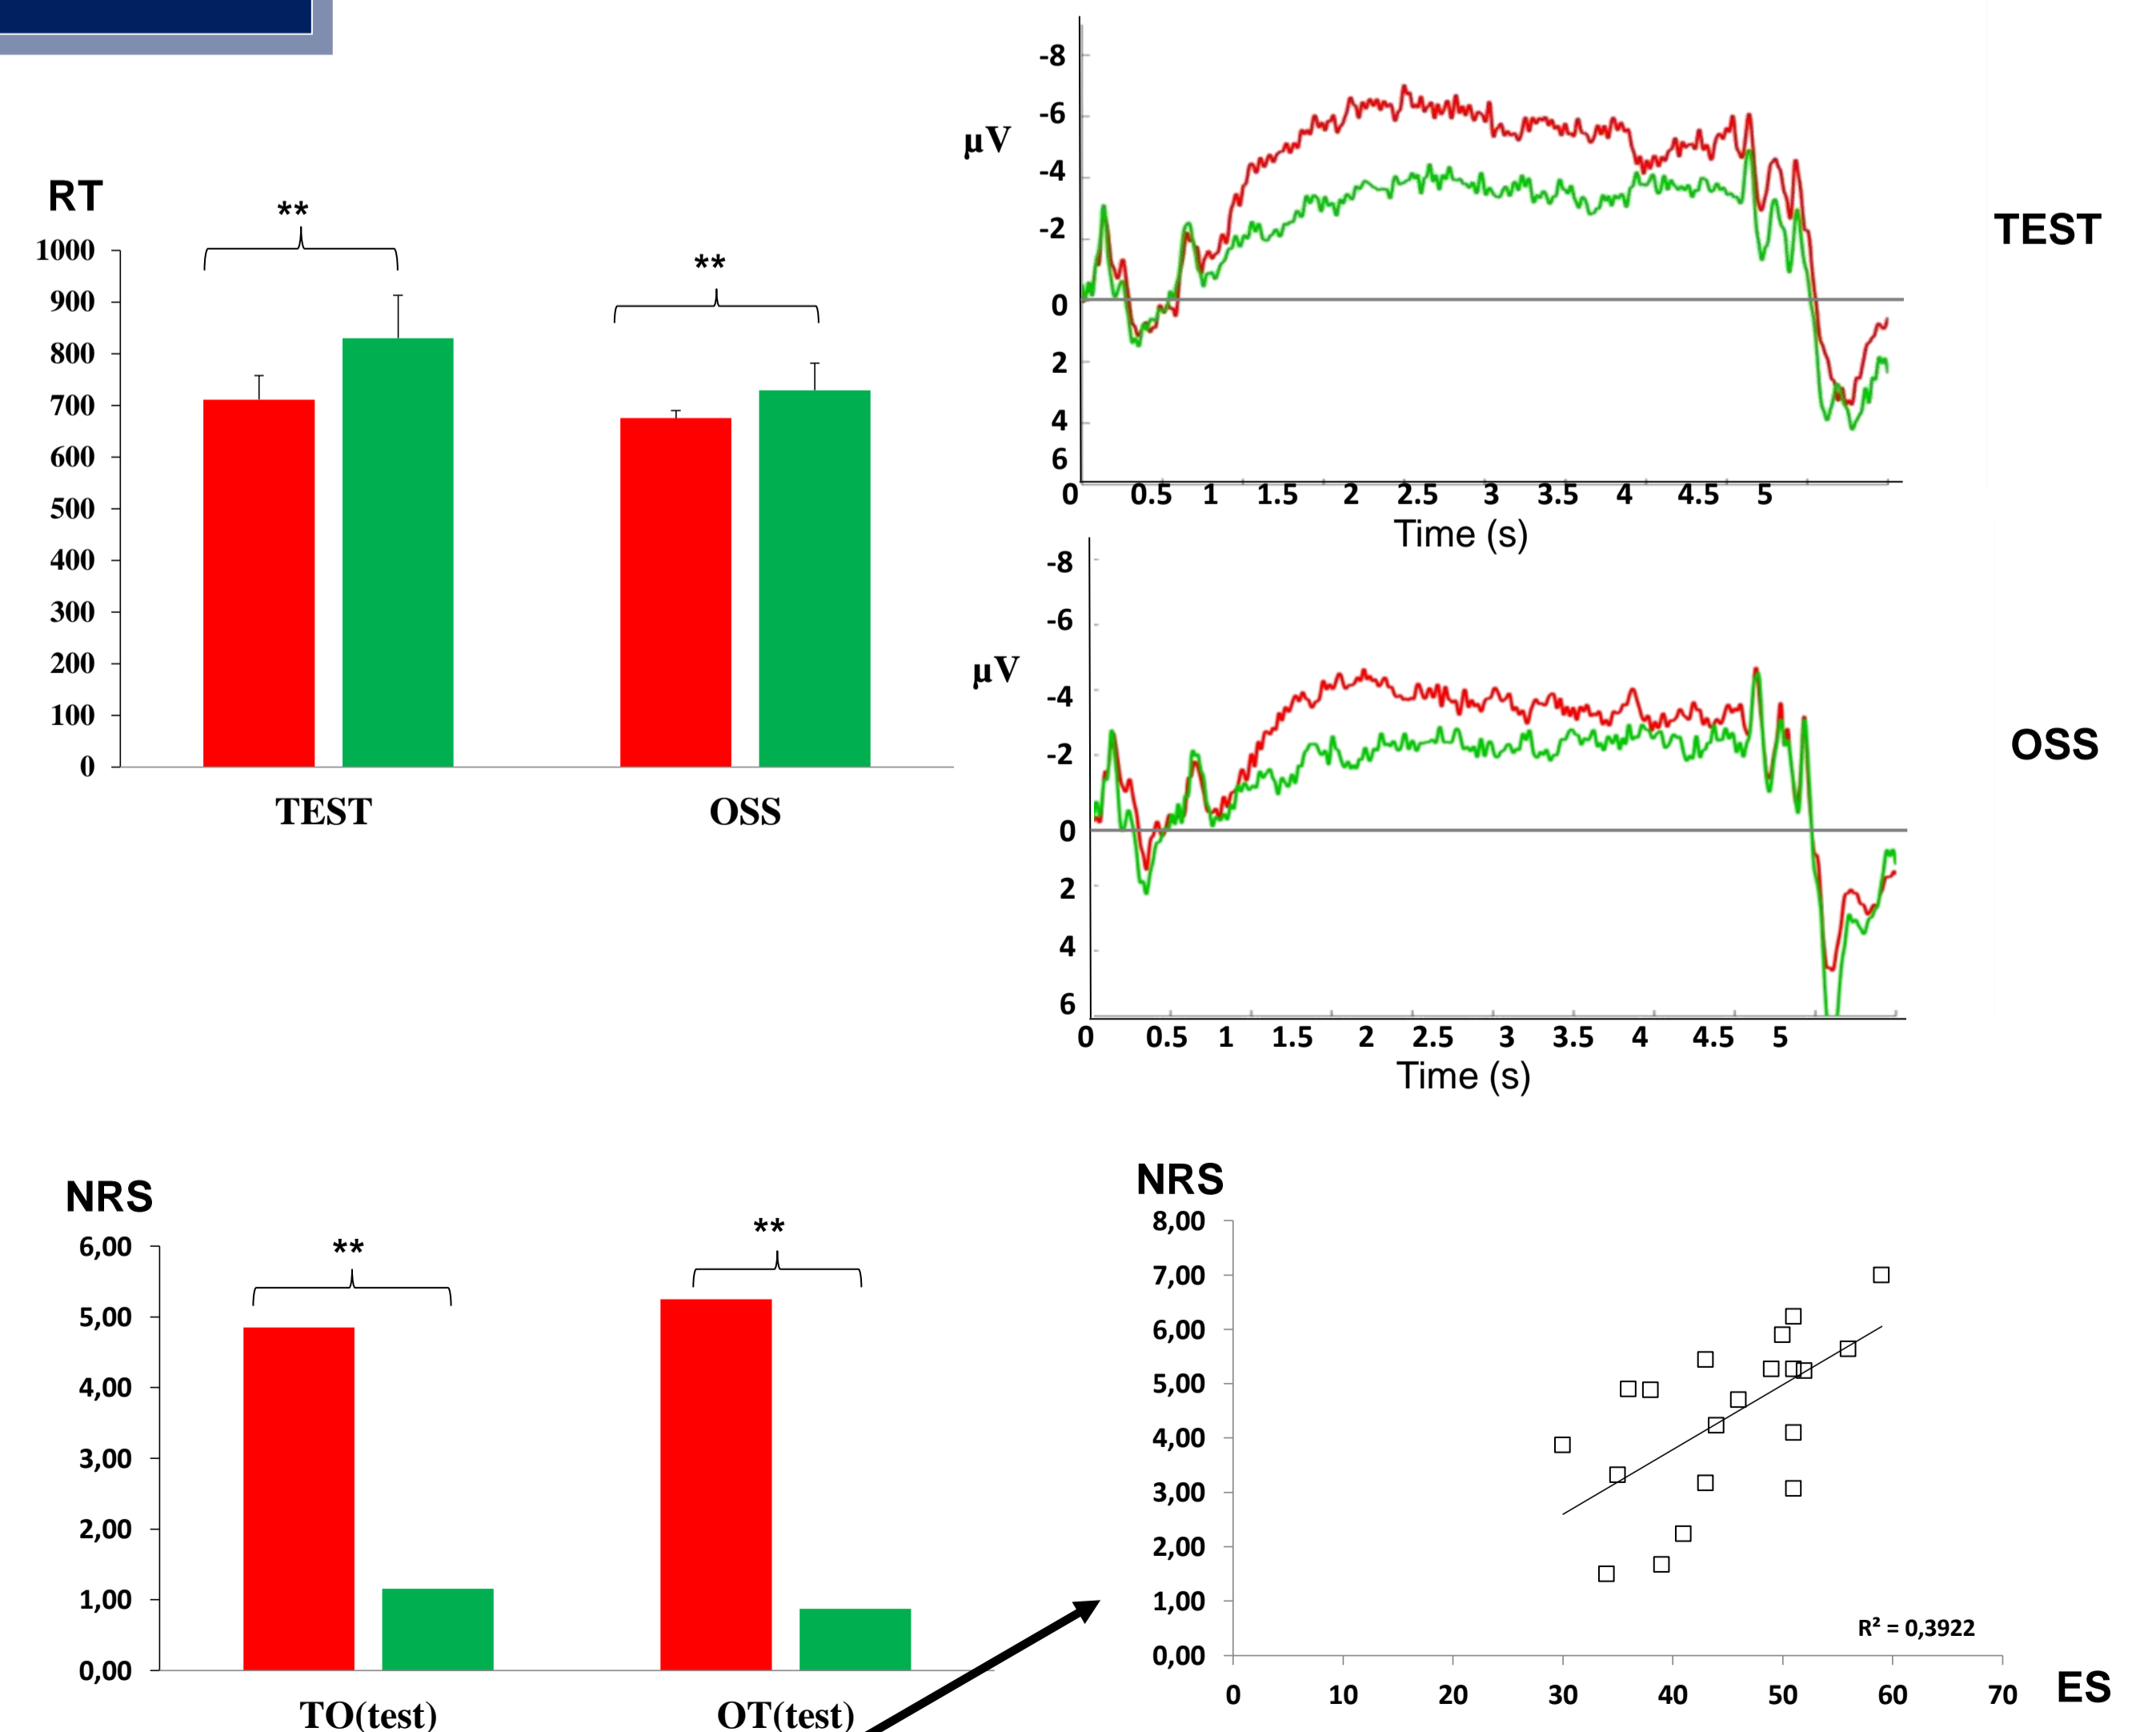 RT
**
**
1000
900
800
700
600
500
400
300
200
100
0
TEST OSS
µV
-8
-6
-4
-2
0
2
4
6
0 0.5 1 1.5 2 2.5 3 3.5 4 4.5 5
Time (s)
TEST
µV
-8
-6
-4
-2
0
2
4
6
0 0.5 1 1.5 2 2.5 3 3.5 4 4.5 5
Time (s)
OSS
NRS
**
**
6,00
5,00
4,00
3,00
2,00
1,00
0,00
TO(test) OT(test)
NRS
8,00
7,00
6,00
5,00
4,00
3,00
2,00
1,00
0,00
R² = 0,3922
0 10 20 30 40 50 60 70
ES